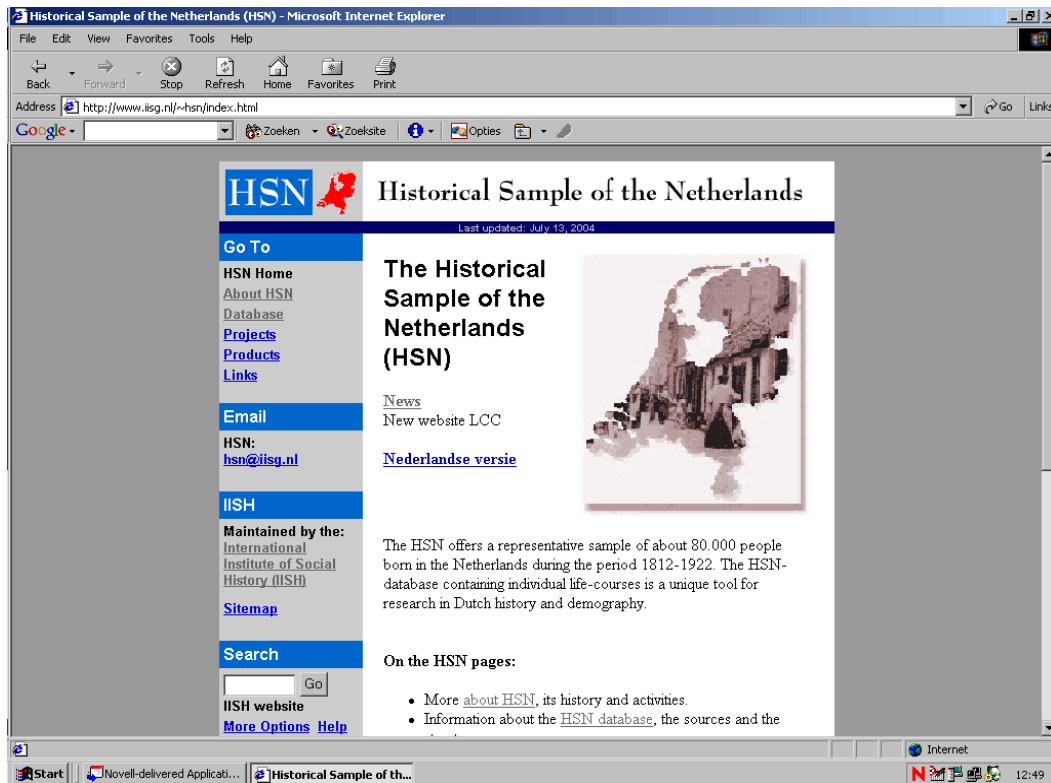 Historical Sample of the Netherlands (HSN) - Microsoft Internet Explorer
File Edit View Favorites Tools Help
Back Forward Stop Refresh Home Favorites Print
Address http://www.iisg.nl/~hsn/index.html Go Links
Google Zoeken Zoeksite Opties
HSN Historical Sample of the Netherlands
Last updated: July 13, 2004
Go To
HSN Home
About HSN
Database
Projects
Products
Links
Email
HSN:
hsn@iisg.nl
IISH
Maintained by the:
International
Institute of Social
History (IISH)
Sitemap
Search
Go
IISH website
More Options Help
The Historical
Sample of the
Netherlands
(HSN)
News
New website LCC
Nederlandse versie
The HSN offers a representative sample of about 80.000 people
born in the Netherlands during the period 1812-1922. The HSN-
database containing individual life-courses is a unique tool for
research in Dutch history and demography.
On the HSN pages:
• More about HSN, its history and activities.
• Information about the HSN database, the sources and the
Internet
Start Novell-delivered Applicati... Historical Sample of th... 12:49